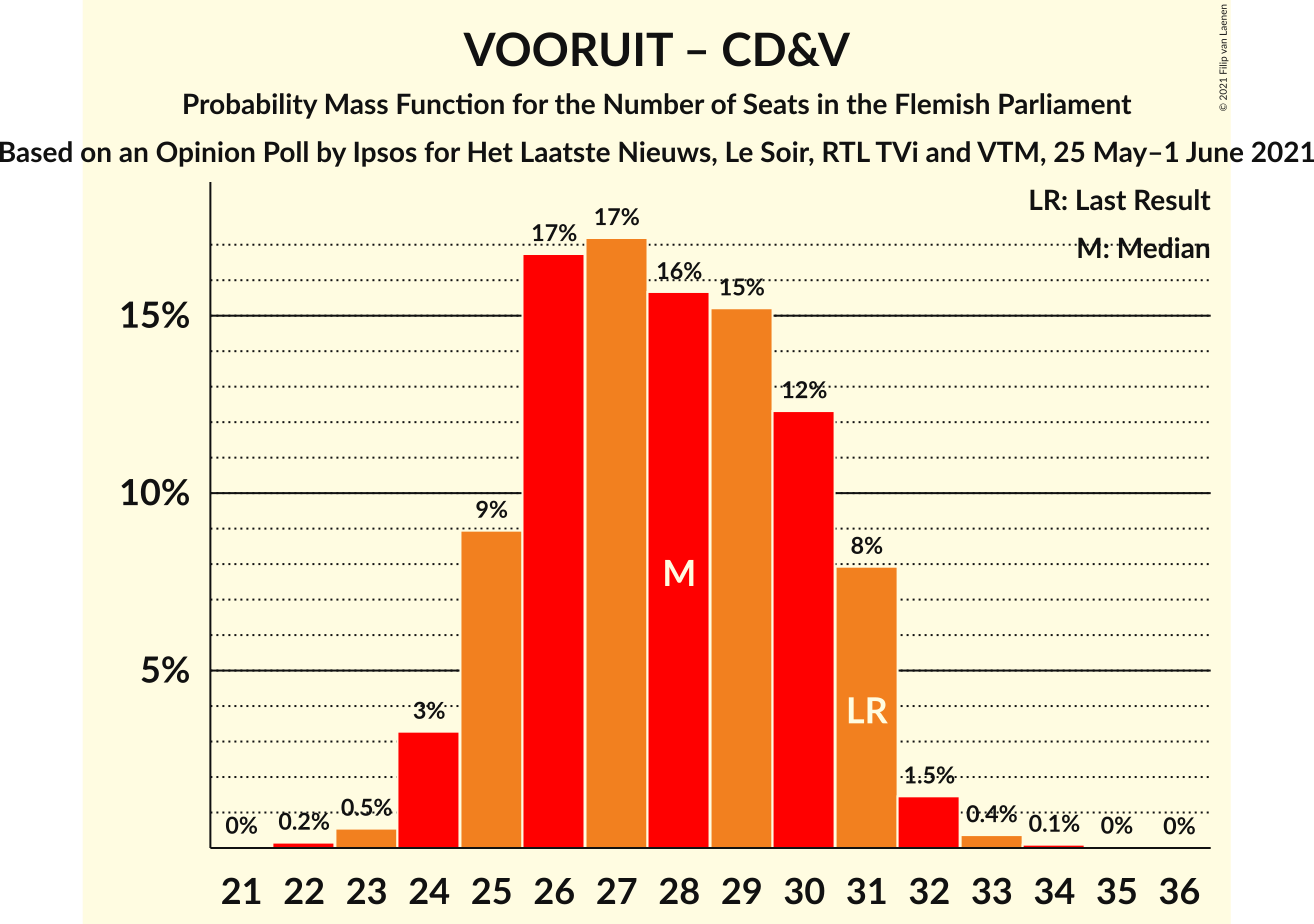 VOORUIT – CD&V
Probability Mass Function for the Number of Seats in the Flemish Parliament
Based on an Opinion Poll by Ipsos for Het Laatste Nieuws, Le Soir, RTL TVi and VTM, 25 May–1 June 2021
© 2021 Filip van Laenen
LR: Last Result
M: Median
15%
10%
5%
0%
0.2%
0.5%
3%
9%
17%
17%
16%
15%
12%
8%
1.5%
0.4%
0.1%
0%
0%
M
LR
21 22 23 24 25 26 27 28 29 30 31 32 33 34 35 36